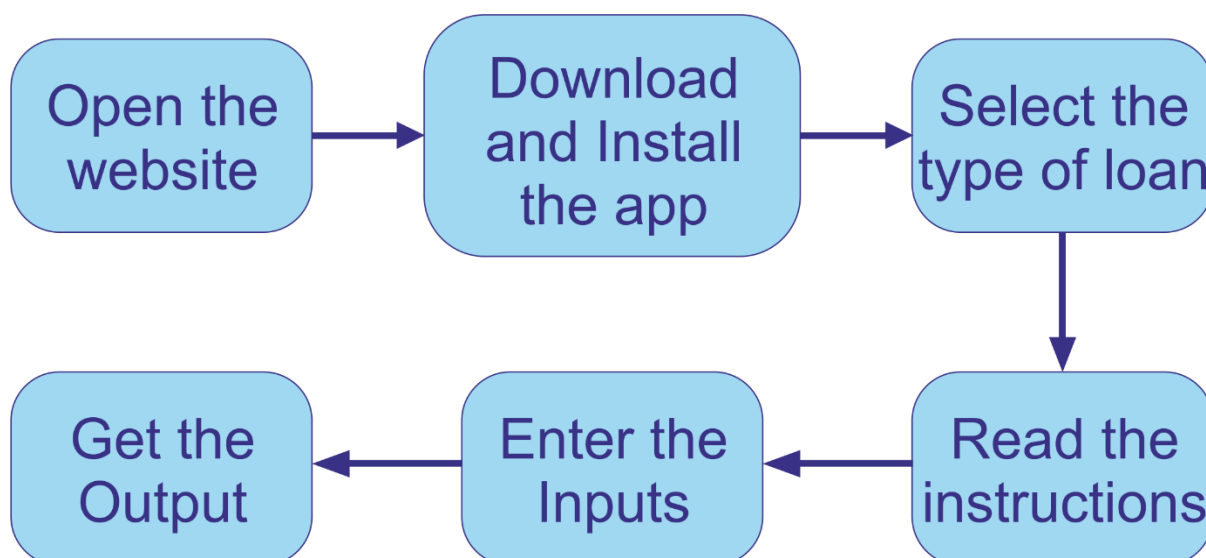 Open the
website
Download
and Install
the app
Select the
type of loan
Read the
instructions
Enter the
Inputs
Get the
Output